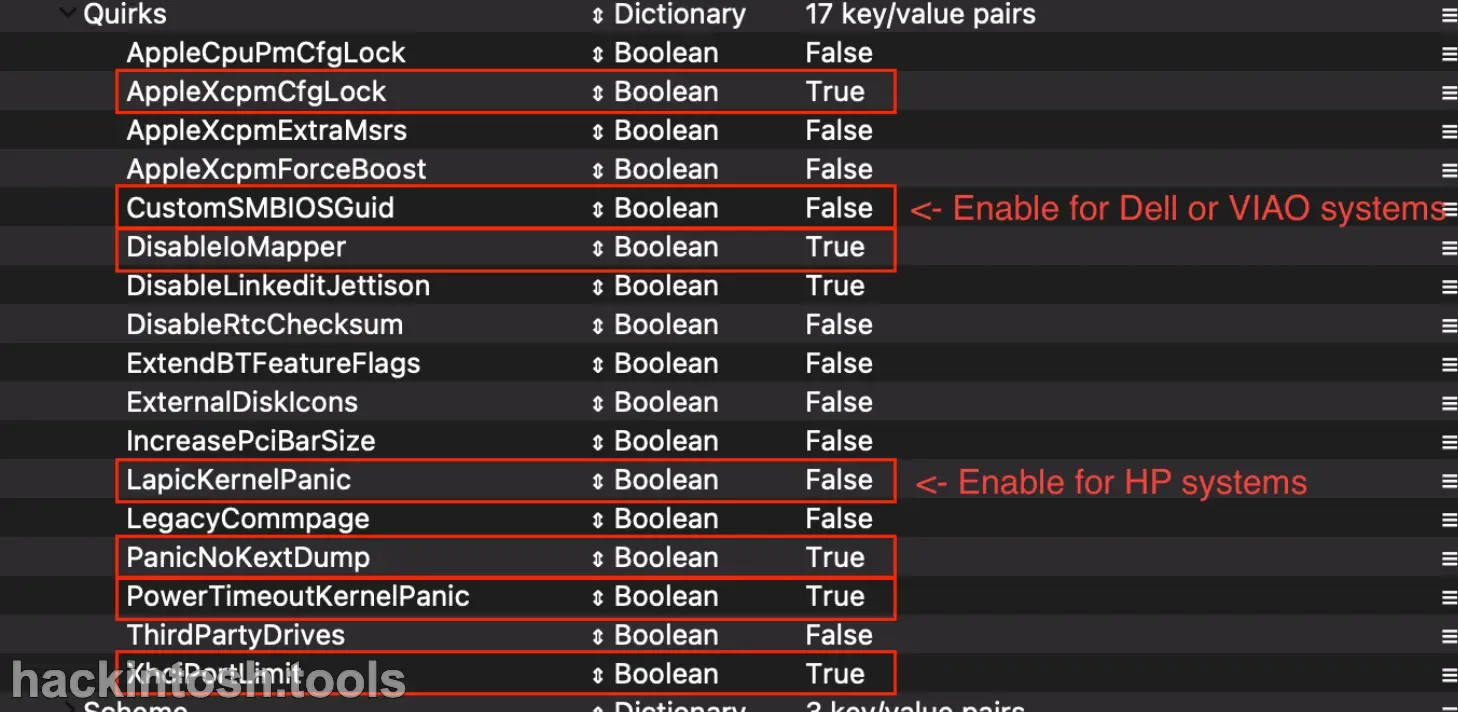 Quirks Dictionary 17 key/value pairs
AppleCpuPmCfgLock Boolean False
AppleXcpmCfgLock Boolean True
AppleXcpmExtraMsrs Boolean False
AppleXcpmForceBoost Boolean False
CustomSMBIOSGuid Boolean False <- Enable for Dell or VIAO systems
DisableIoMapper Boolean True
DisableLinkeditJettison Boolean True
DisableRtcChecksum Boolean False
ExtendBTFeatureFlags Boolean False
ExternalDiskIcons Boolean False
IncreasePciBarSize Boolean False
LapicKernelPanic Boolean False <- Enable for HP systems
LegacyCommpage Boolean False
PanicNoKextDump Boolean True
PowerTimeoutKernelPanic Boolean True
ThirdPartyDrives Boolean False
XhciPortLimit Boolean True
hackintosh.tools
Scheme Dictionary 3 key/value pairs